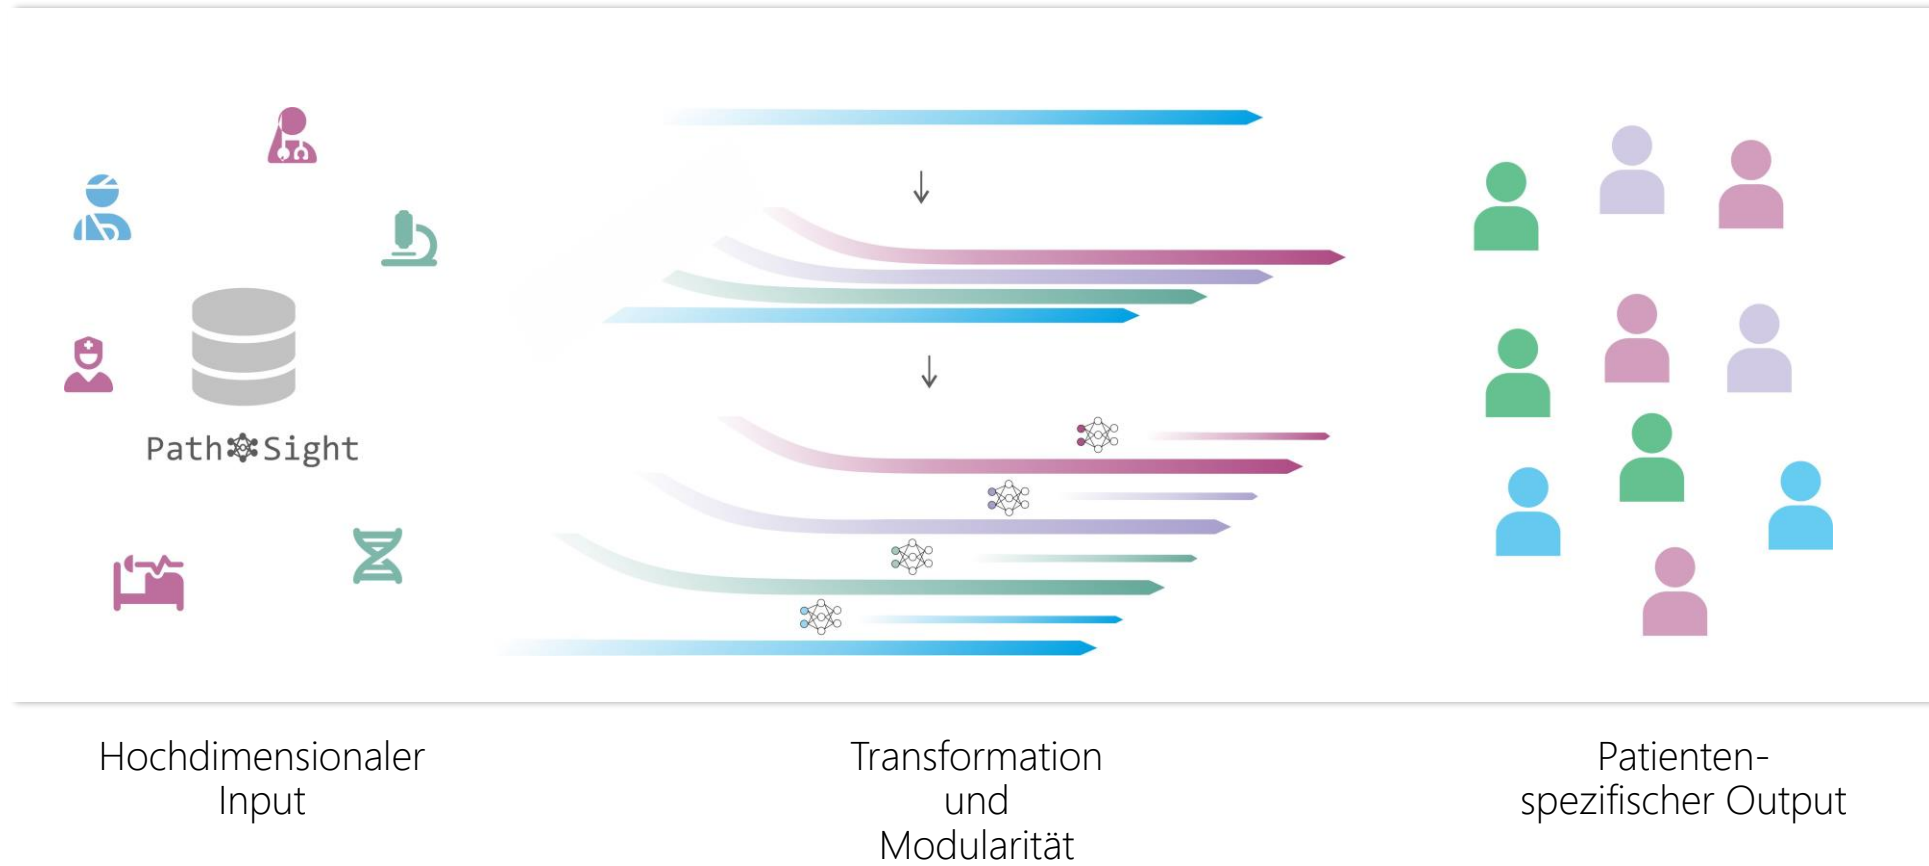 Path Sight
Hochdimensionaler
Input
Transformation
und
Modularität
Patienten-
spezifischer Output